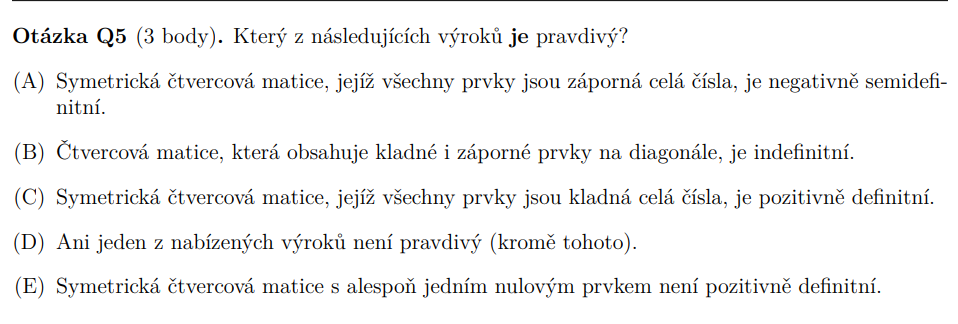 Otázka Q5 (3 body). Který z následujících výroků je pravdivý?
(A) Symetrická čtvercová matice, jejíž všechny prvky jsou záporná celá čísla, je negativně semidefi-
nitní.
(B) Čtvercová matice, která obsahuje kladné i záporné prvky na diagonále, je indefinitní.
(C) Symetrická čtvercová matice, jejíž všechny prvky jsou kladná celá čísla, je pozitivně definitní.
(D) Ani jeden z nabízených výroků není pravdivý (kromě tohoto).
(E) Symetrická čtvercová matice s alespoň jedním nulovým prvkem není pozitivně definitní.